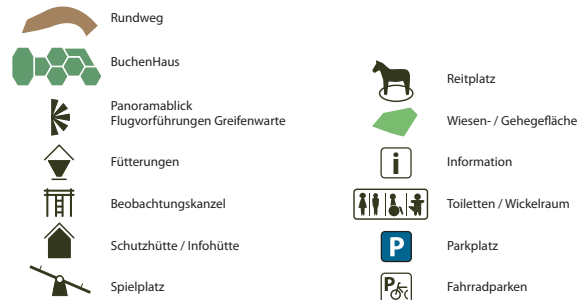 Rundweg
BuchenHaus
Panoramablick
Flugvorführungen Greifenwarte
Fütterungen
Beobachtungskanzel
Schutzhütte / Infohütte
Spielplatz
Reitplatz
Wiesen- / Gehegefläche
i
Information
Toiletten / Wickelraum
P
Parkplatz
P
Fahrradparken